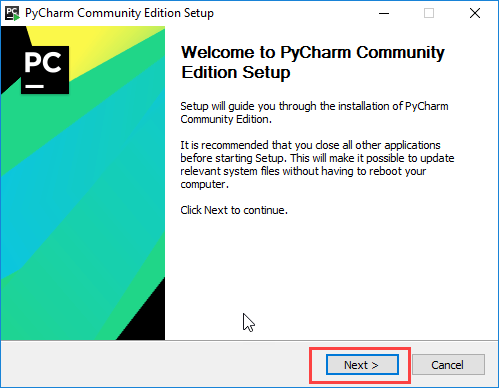 PyCharm Community Edition Setup
PC
Welcome to PyCharm Community
Edition Setup
Setup will guide you through the installation of PyCharm
Community Edition.
It is recommended that you close all other applications
before starting Setup. This will make it possible to update
relevant system files without having to reboot your
computer.
Click Next to continue.
Next >
Cancel